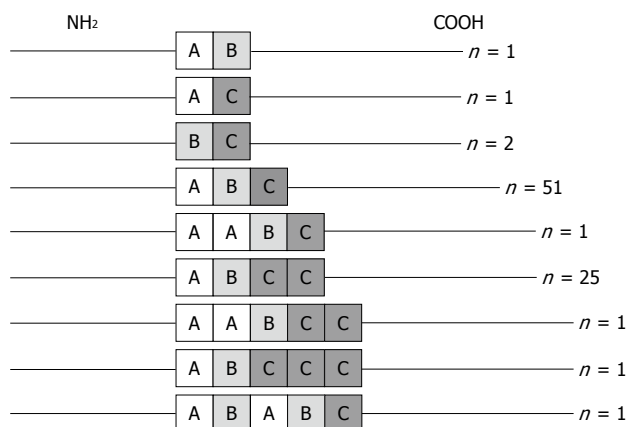 NH₂ COOH
A B n = 1
A C n = 1
B C n = 2
A B C n = 51
A A B C n = 1
A B C C n = 25
A A B C C n = 1
A B C C C n = 1
A B A B C n = 1